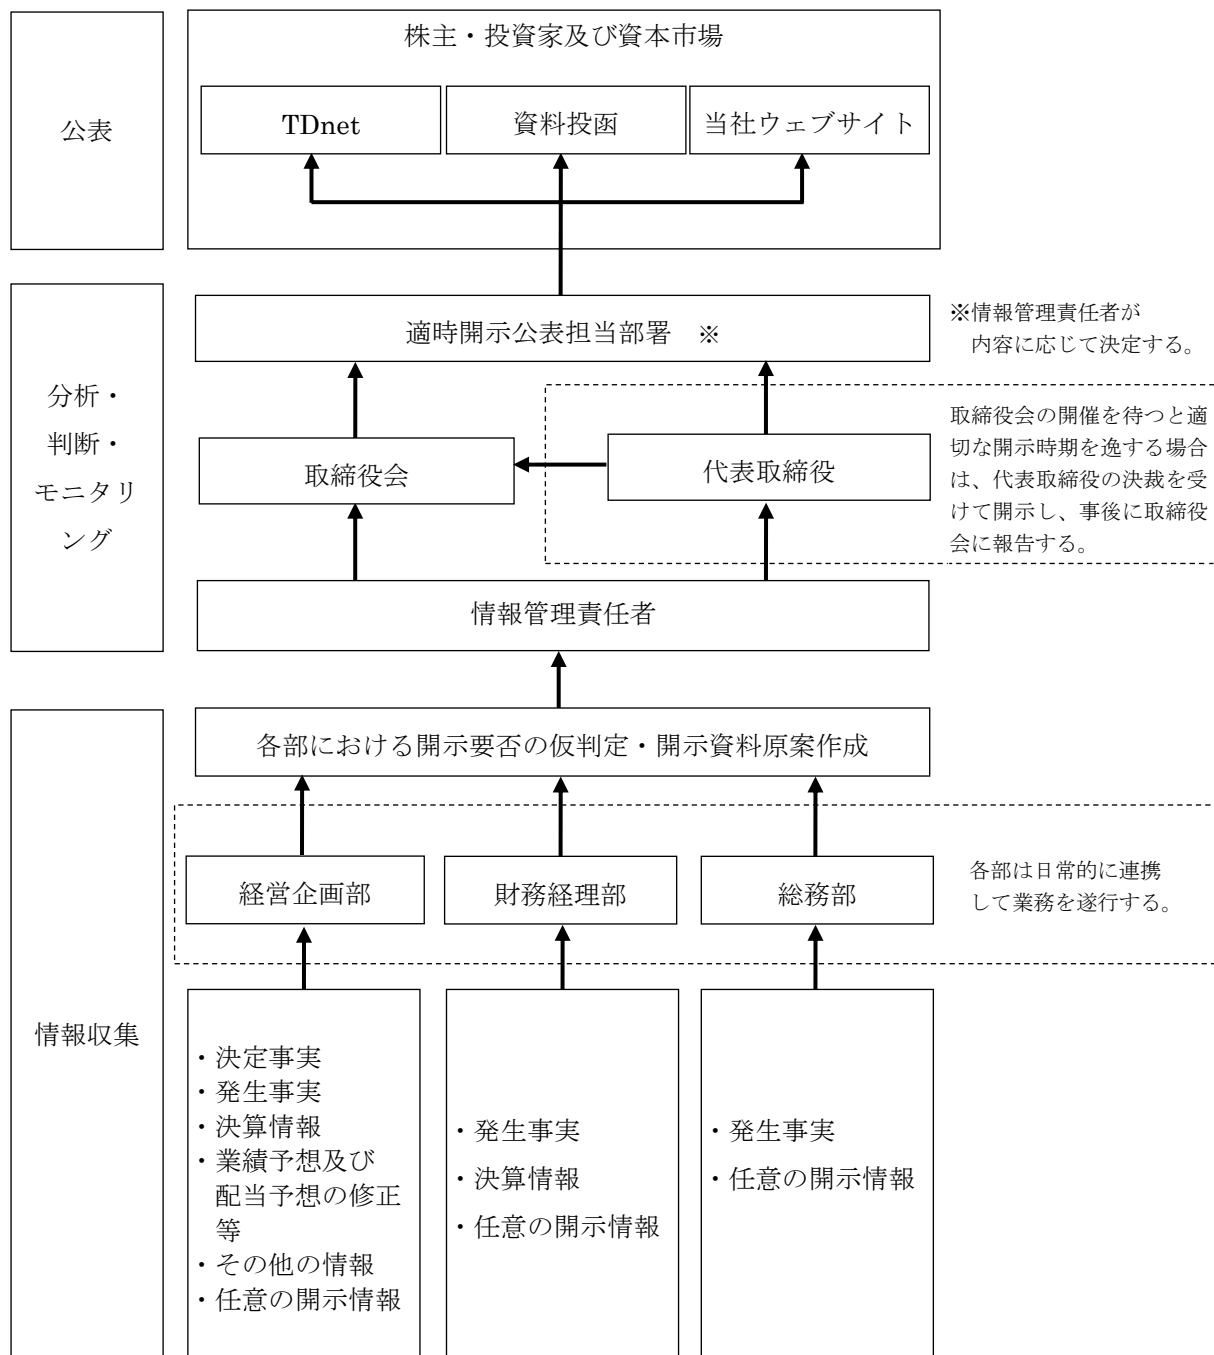 公表
株主・投資家及び資本市場
TDnet
資料投函
当社ウェブサイト
分析・
判断・
モニタリ
ング
適時開示公表担当部署　※
※情報管理責任者が
内容に応じて決定する。
取締役会
代表取締役
取締役会の開催を待つと適
切な開示時期を逸する場合
は、代表取締役の決裁を受
けて開示し、事後に取締役
会に報告する。
情報管理責任者
情報収集
各部における開示要否の仮判定・開示資料原案作成
経営企画部
財務経理部
総務部
各部は日常的に連携
して業務を遂行する。
・決定事実
・発生事実
・決算情報
・業績予想及び
配当予想の修正
等
・その他の情報
・任意の開示情報
・発生事実
・決算情報
・任意の開示情報
・発生事実
・任意の開示情報